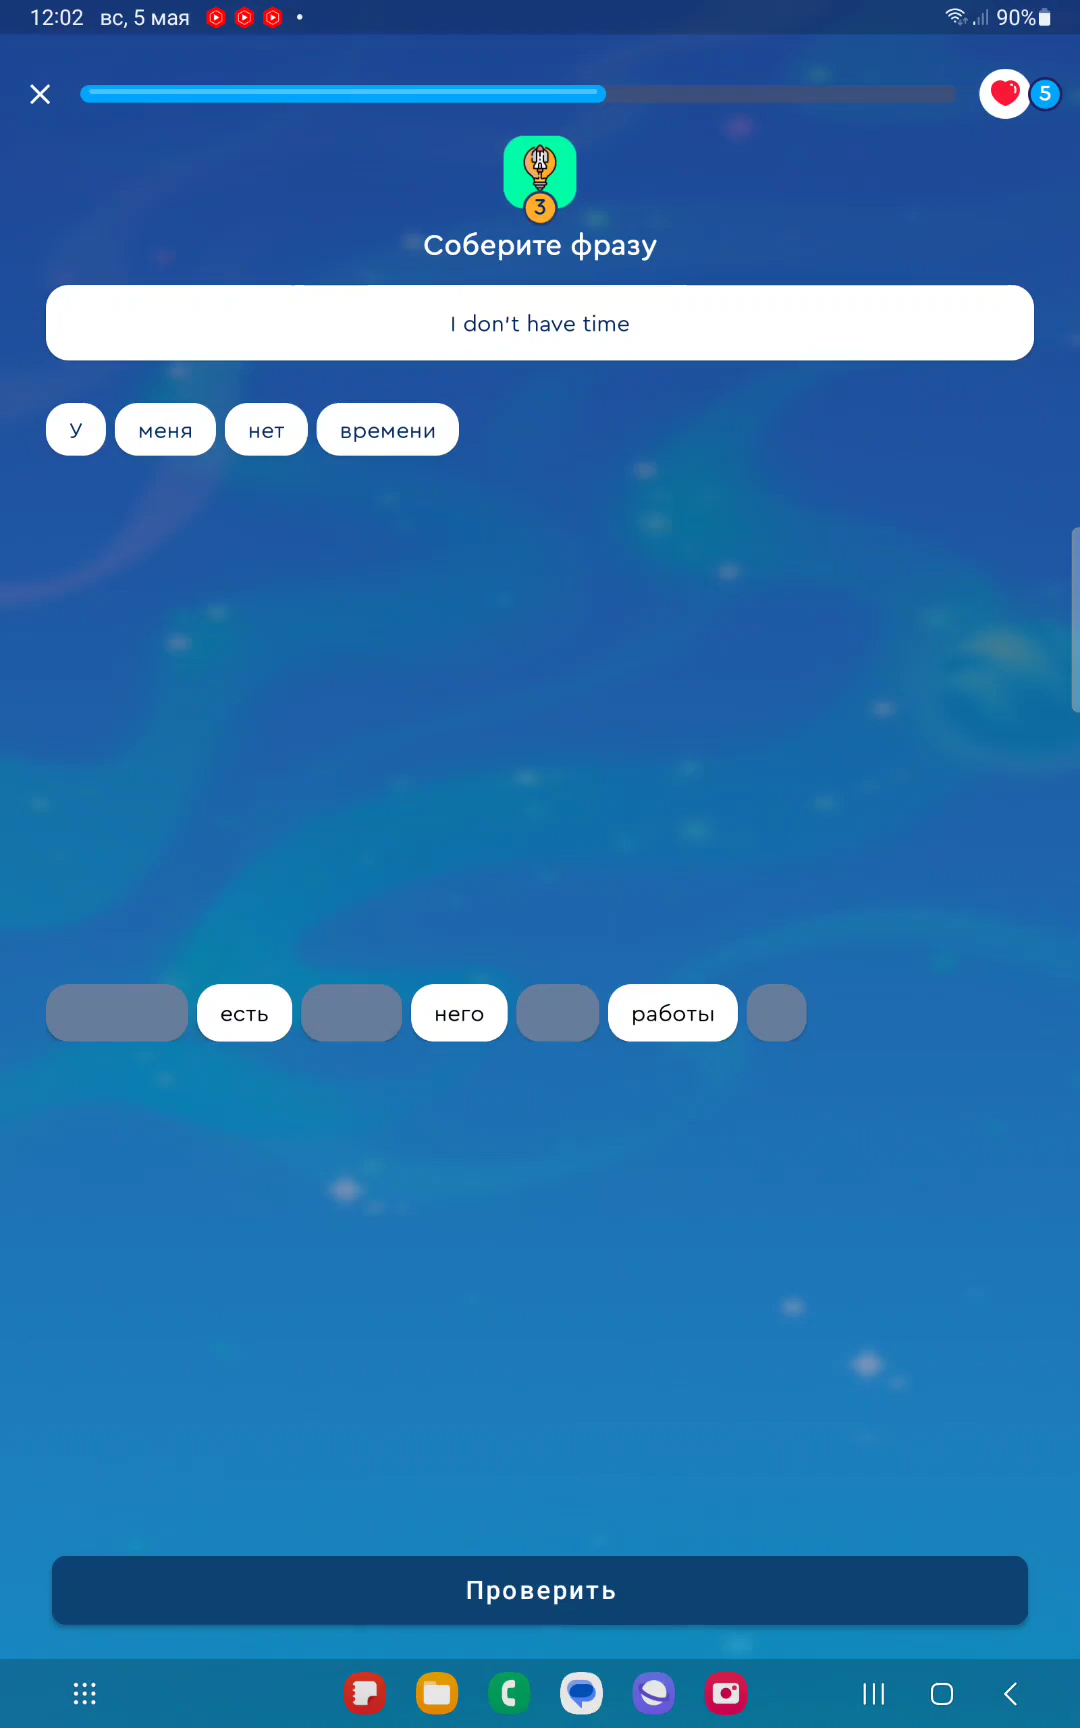 12:02 вс, 5 мая 90%
5
3
Соберите фразу
I don't have time
У меня нет времени
есть него работы
Проверить